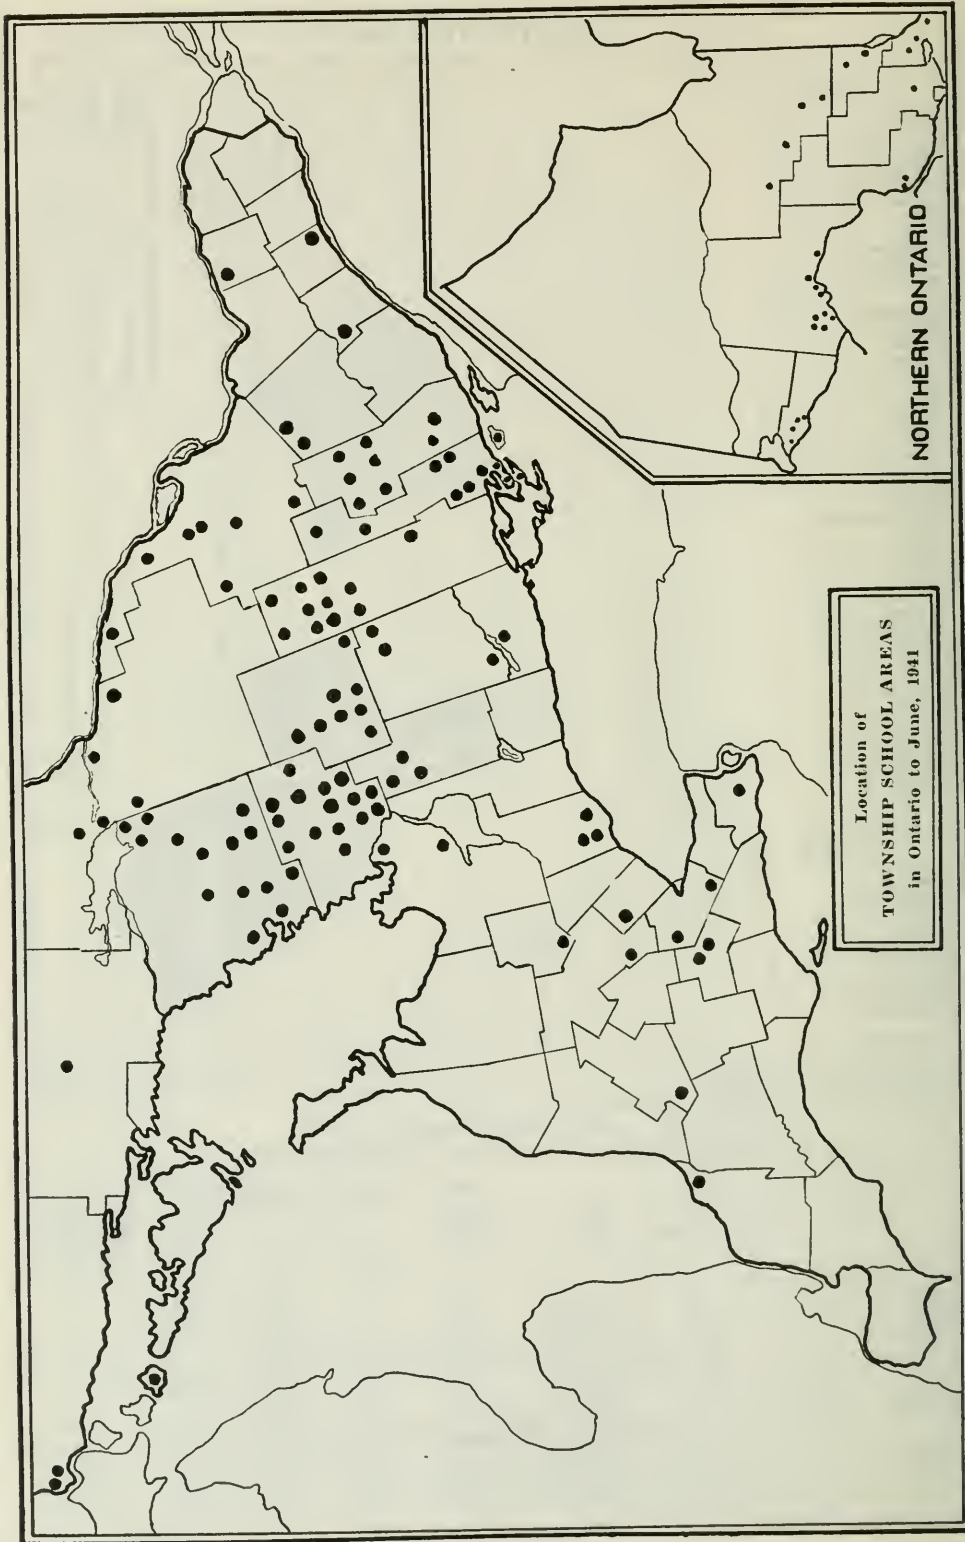 Location of
TOWNSHIP SCHOOL AREAS
in Ontario to June, 1941
NORTHERN ONTARIO